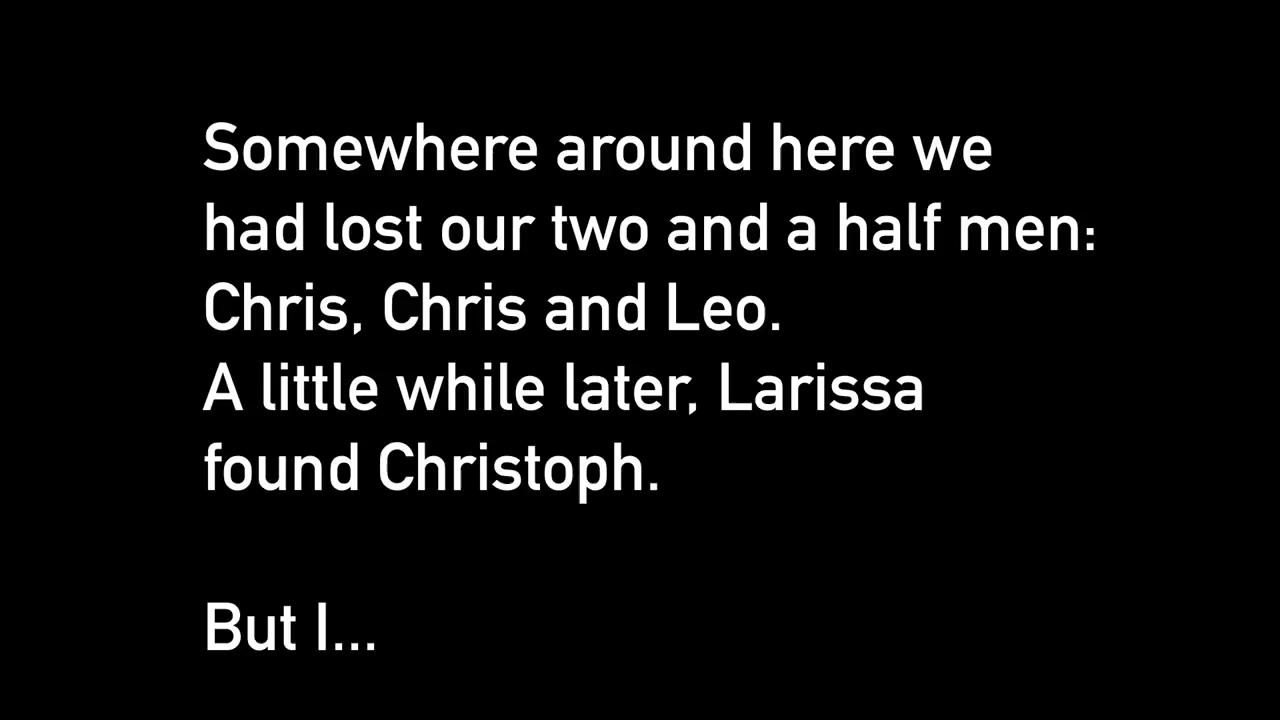 Somewhere around here we
had lost our two and a half men:
Chris, Chris and Leo.
A little while later, Larissa
found Christoph.
But I...